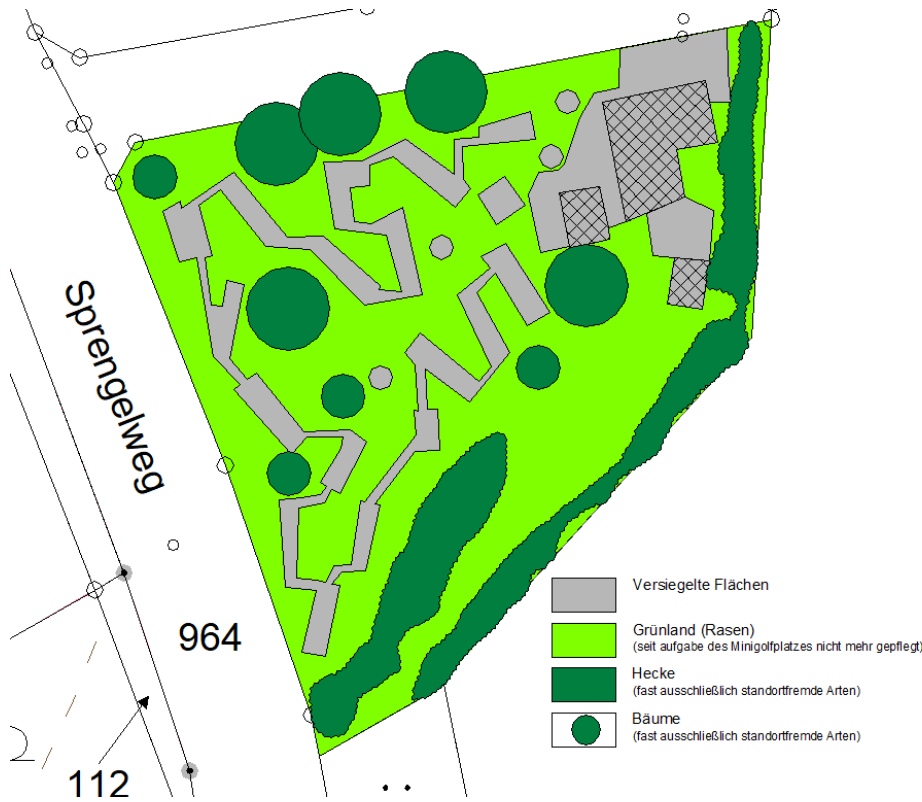 Sprengelweg
964
112
Versiegelte Flächen
Grünland (Rasen)
(seit aufgabe des Minigolfplatzes nicht mehr gepflegt)
Hecke
(fast ausschließlich standortfremde Arten)
Bäume
(fast ausschließlich standortfremde Arten)